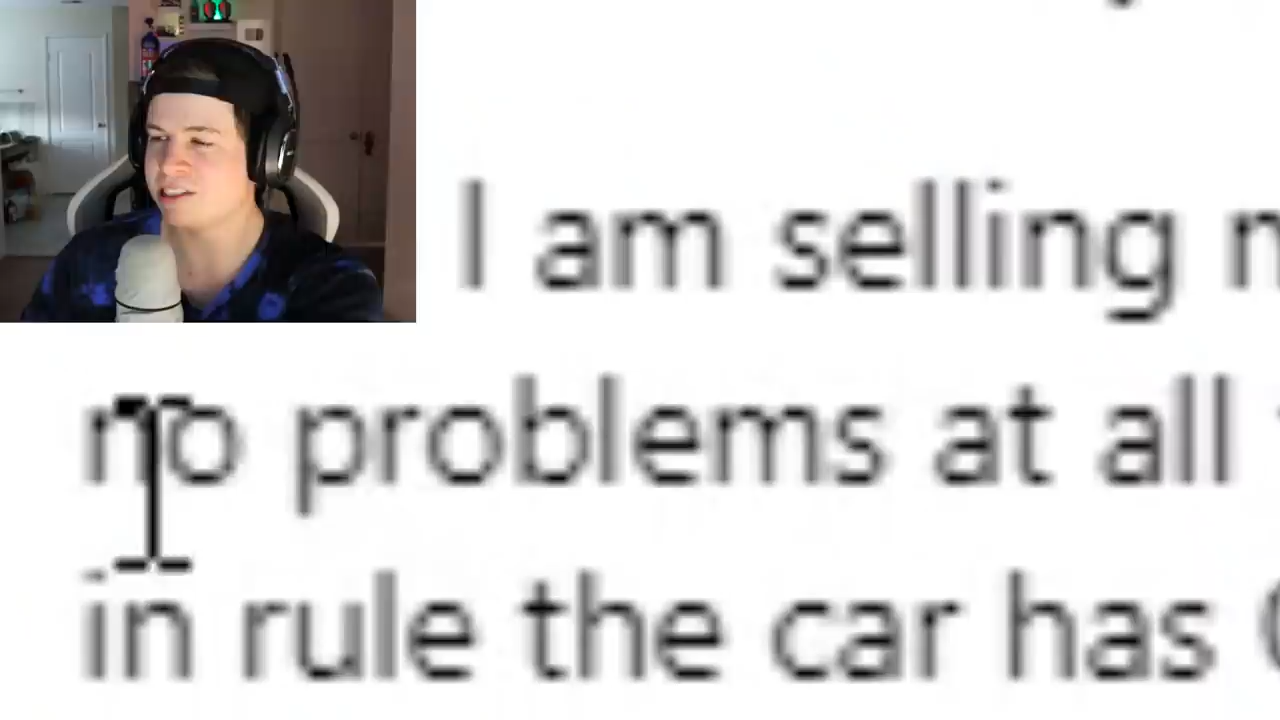 I am selling
no problems at all
in rule the car has